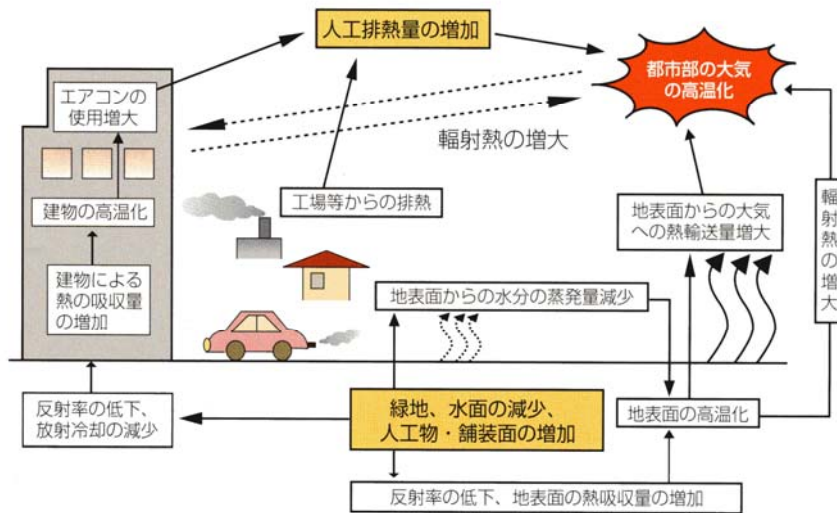 人工排熱量の増加
都市部の大気
の高温化
エアコンの
使用増大
輻射熱の増大
工場等からの排熱
建物の高温化
地表面からの大気
への熱輸送量増大
輻射熱の増大
建物による
熱の吸収量
の増加
地表面からの水分の蒸発量減少
反射率の低下、
放射冷却の減少
緑地、水面の減少、
人工物・舗装面の増加
地表面の高温化
反射率の低下、地表面の熱吸収量の増加